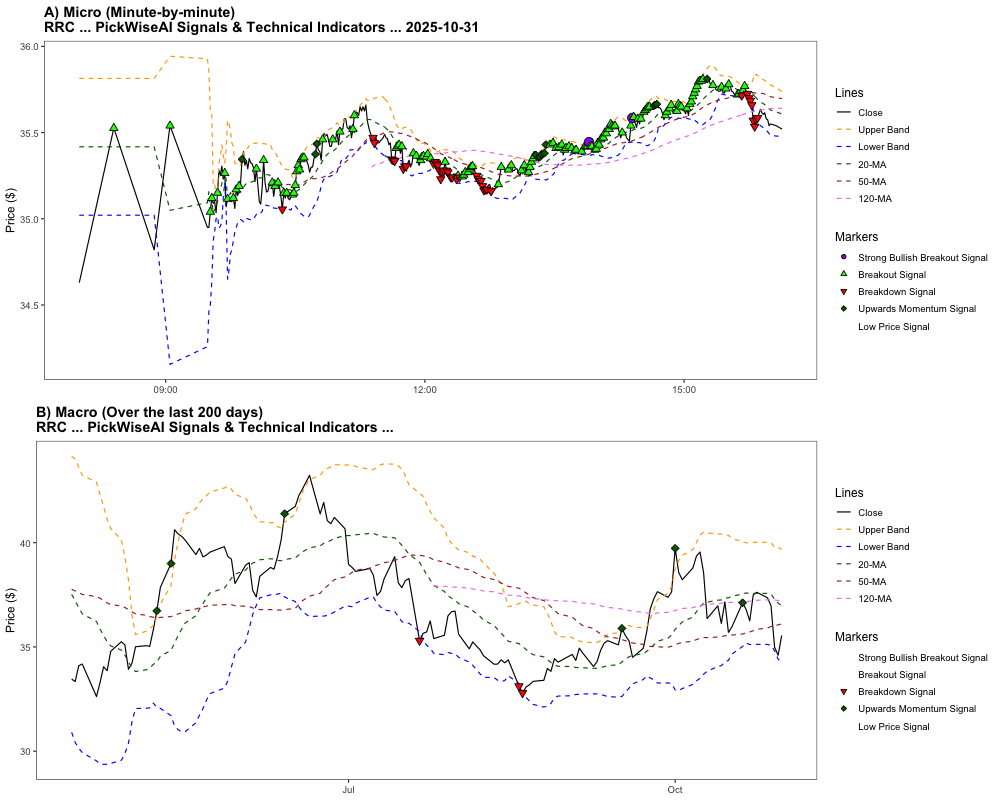 A) Micro (Minute-by-minute)
RRC ... PickWiseAI Signals & Technical Indicators ... 2025-10-31
36.0
35.5
35.0
34.5
Price ($)
09:00
12:00
15:00
Lines
Close
Upper Band
Lower Band
20-MA
50-MA
120-MA
Markers
Strong Bullish Breakout Signal
Breakout Signal
Breakdown Signal
Upwards Momentum Signal
Low Price Signal
B) Macro (Over the last 200 days)
RRC ... PickWiseAI Signals & Technical Indicators ...
40
35
30
Price ($)
Jul
Oct
Lines
Close
Upper Band
Lower Band
20-MA
50-MA
120-MA
Markers
Strong Bullish Breakout Signal
Breakout Signal
Breakdown Signal
Upwards Momentum Signal
Low Price Signal